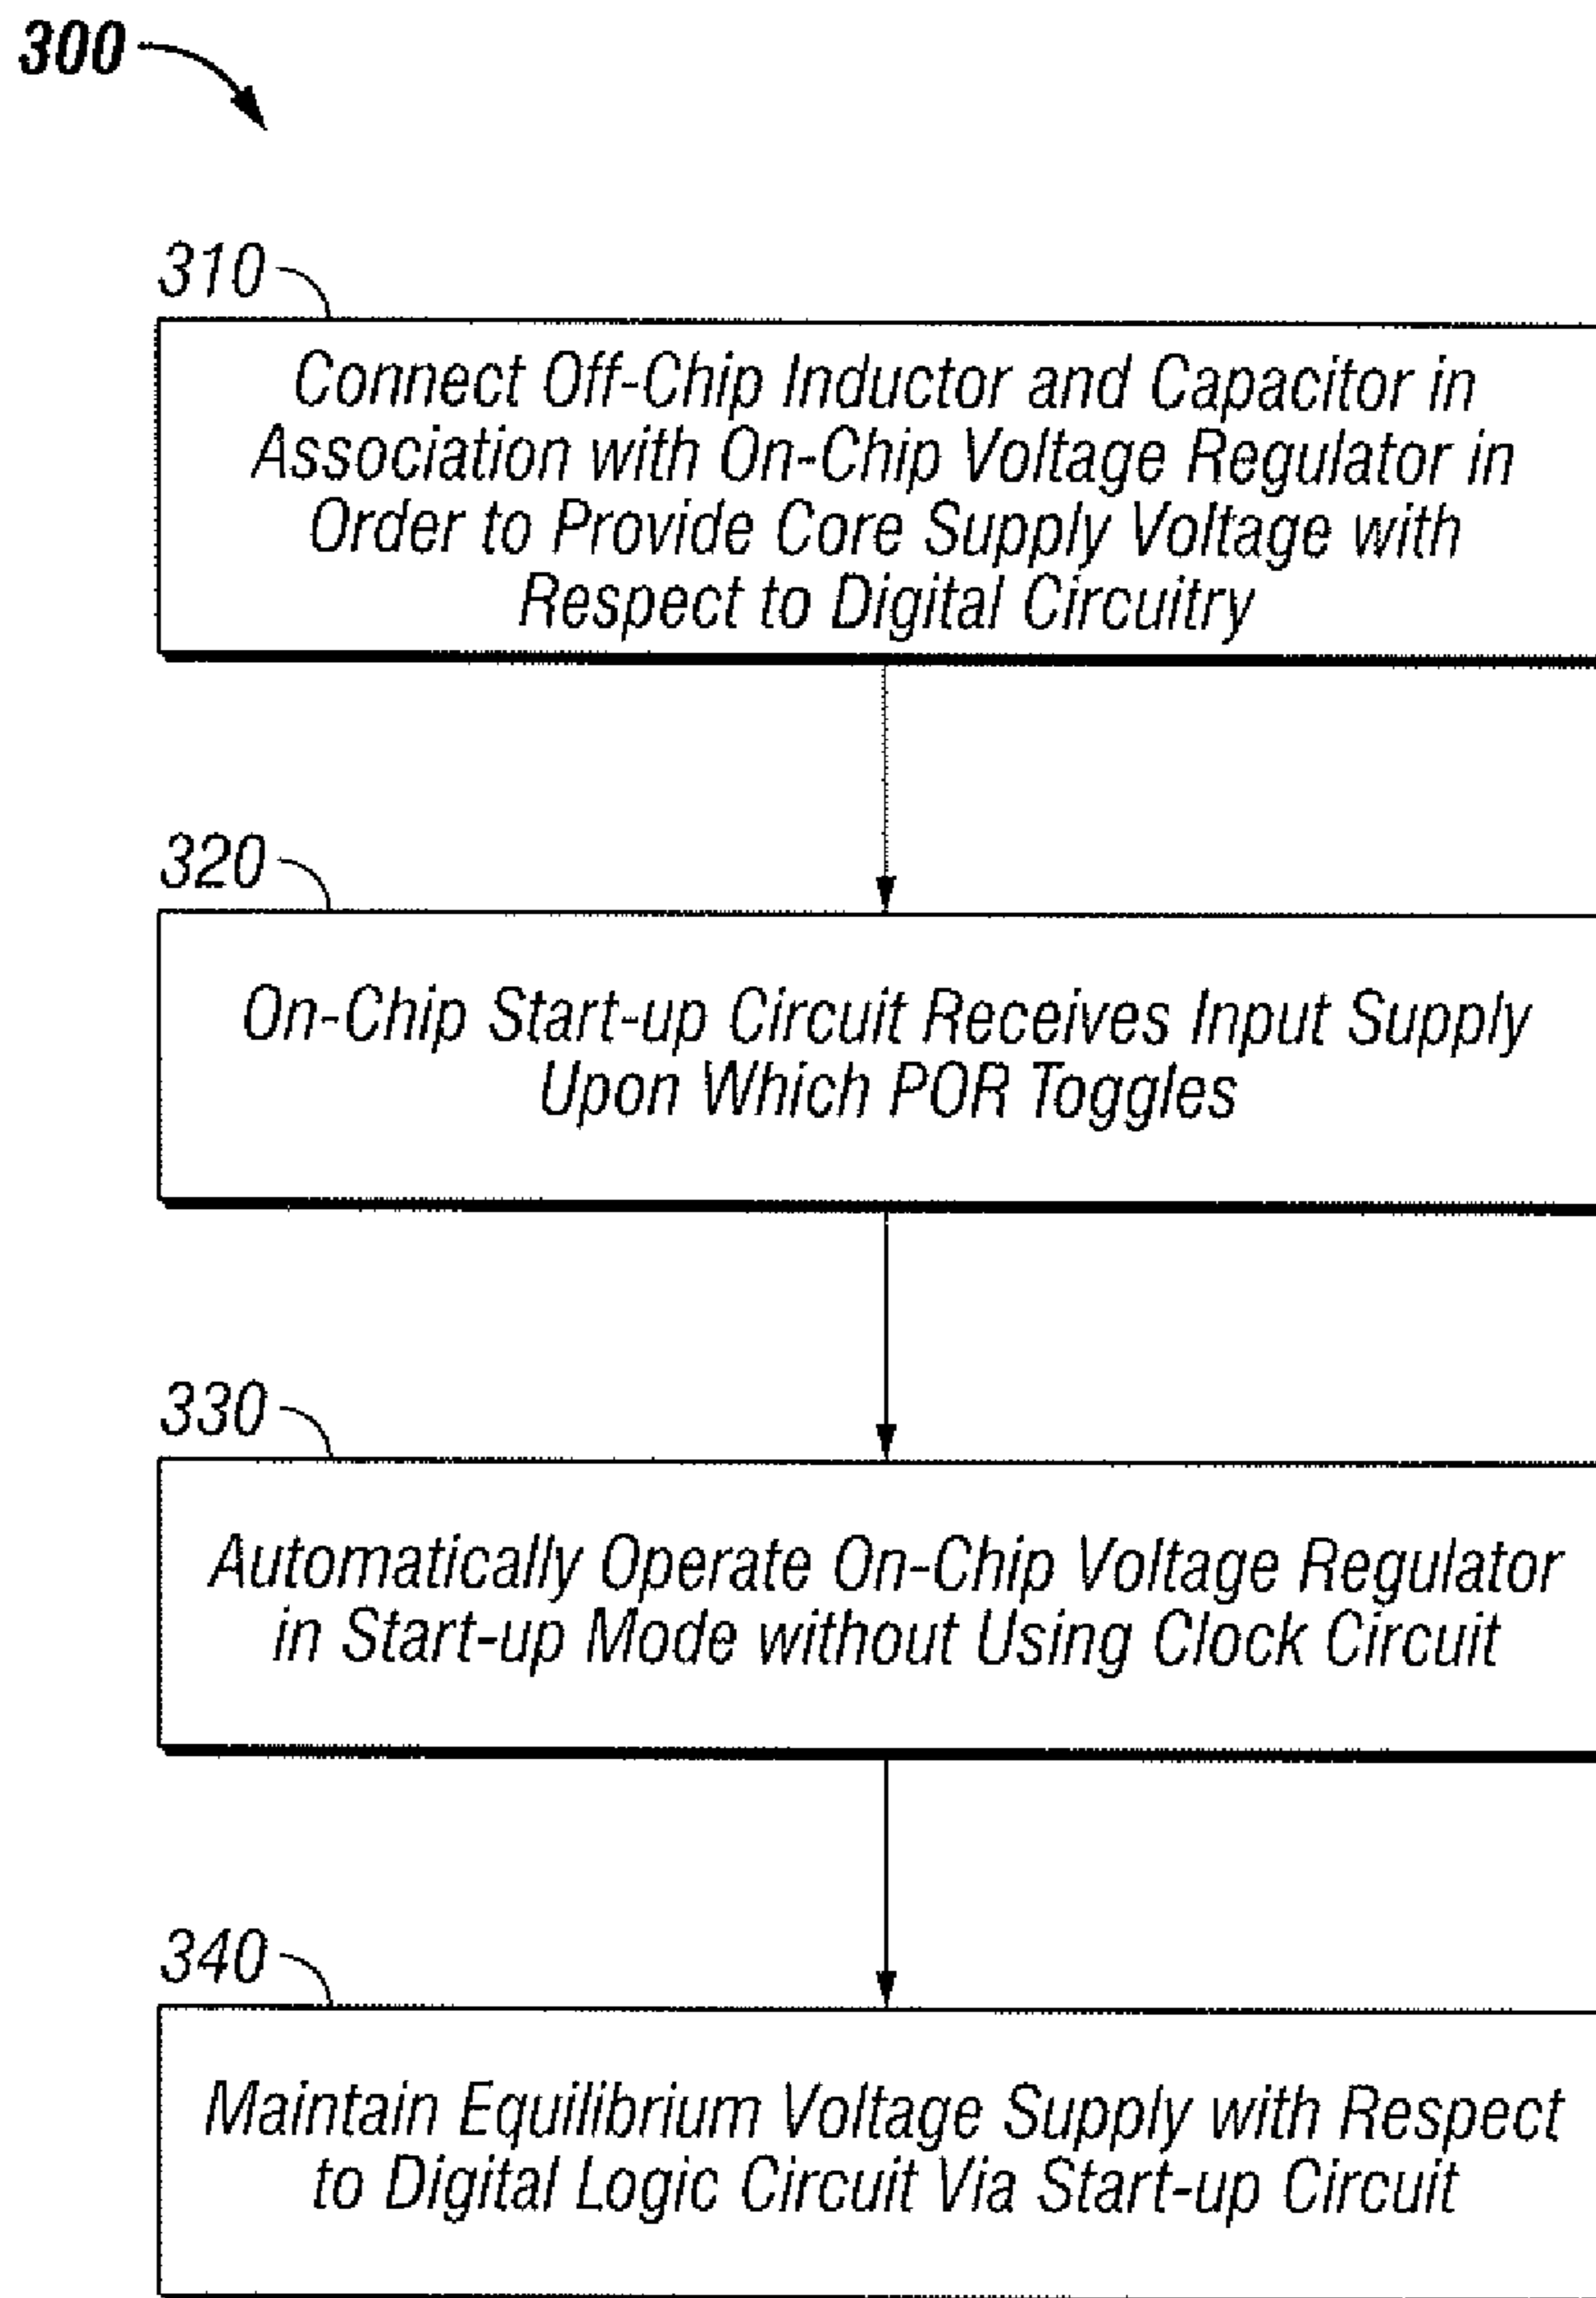 300
310
Connect Off-Chip Inductor and Capacitor in
Association with On-Chip Voltage Regulator in
Order to Provide Core Supply Voltage with
Respect to Digital Circuitry
320
On-Chip Start-up Circuit Receives Input Supply
Upon Which POR Toggles
330
Automatically Operate On-Chip Voltage Regulator
in Start-up Mode without Using Clock Circuit
340
Maintain Equilibrium Voltage Supply with Respect
to Digital Logic Circuit Via Start-up Circuit